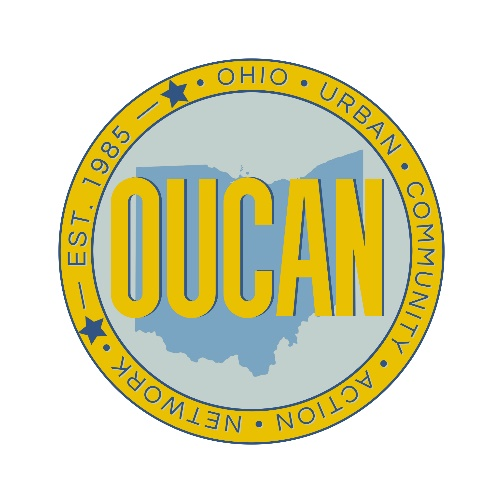 OHIO • URBAN • COMMUNITY • ACTION • NETWORK •
EST. 1985
OUCAN